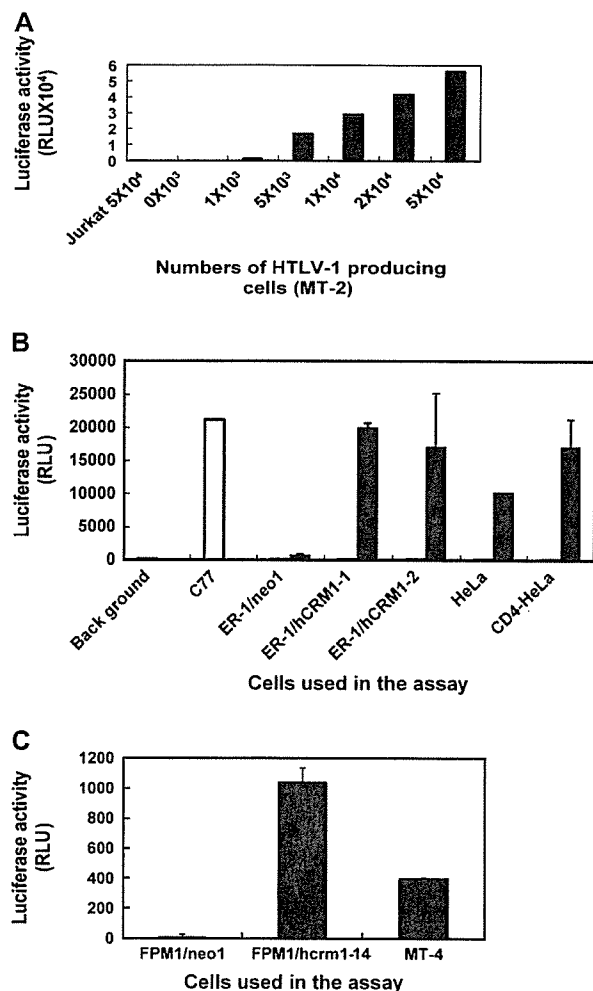 A
Luciferase activity
(RLUX10⁴)
6
5
4
3
2
1
0
Jurkat 5X10⁴
0X10³
1X10³
5X10³
1X10⁴
2X10⁴
5X10⁴
Numbers of HTLV-1 producing
cells (MT-2)
B
Luciferase activity
(RLU)
30000
25000
20000
15000
10000
5000
0
Back ground
C77
ER-1/neo1
ER-1/hCRM1-1
ER-1/hCRM1-2
HeLa
CD4-HeLa
Cells used in the assay
C
Luciferase activity
(RLU)
1200
1000
800
600
400
200
0
FPM1/neo1
FPM1/hcrm1-14
MT-4
Cells used in the assay